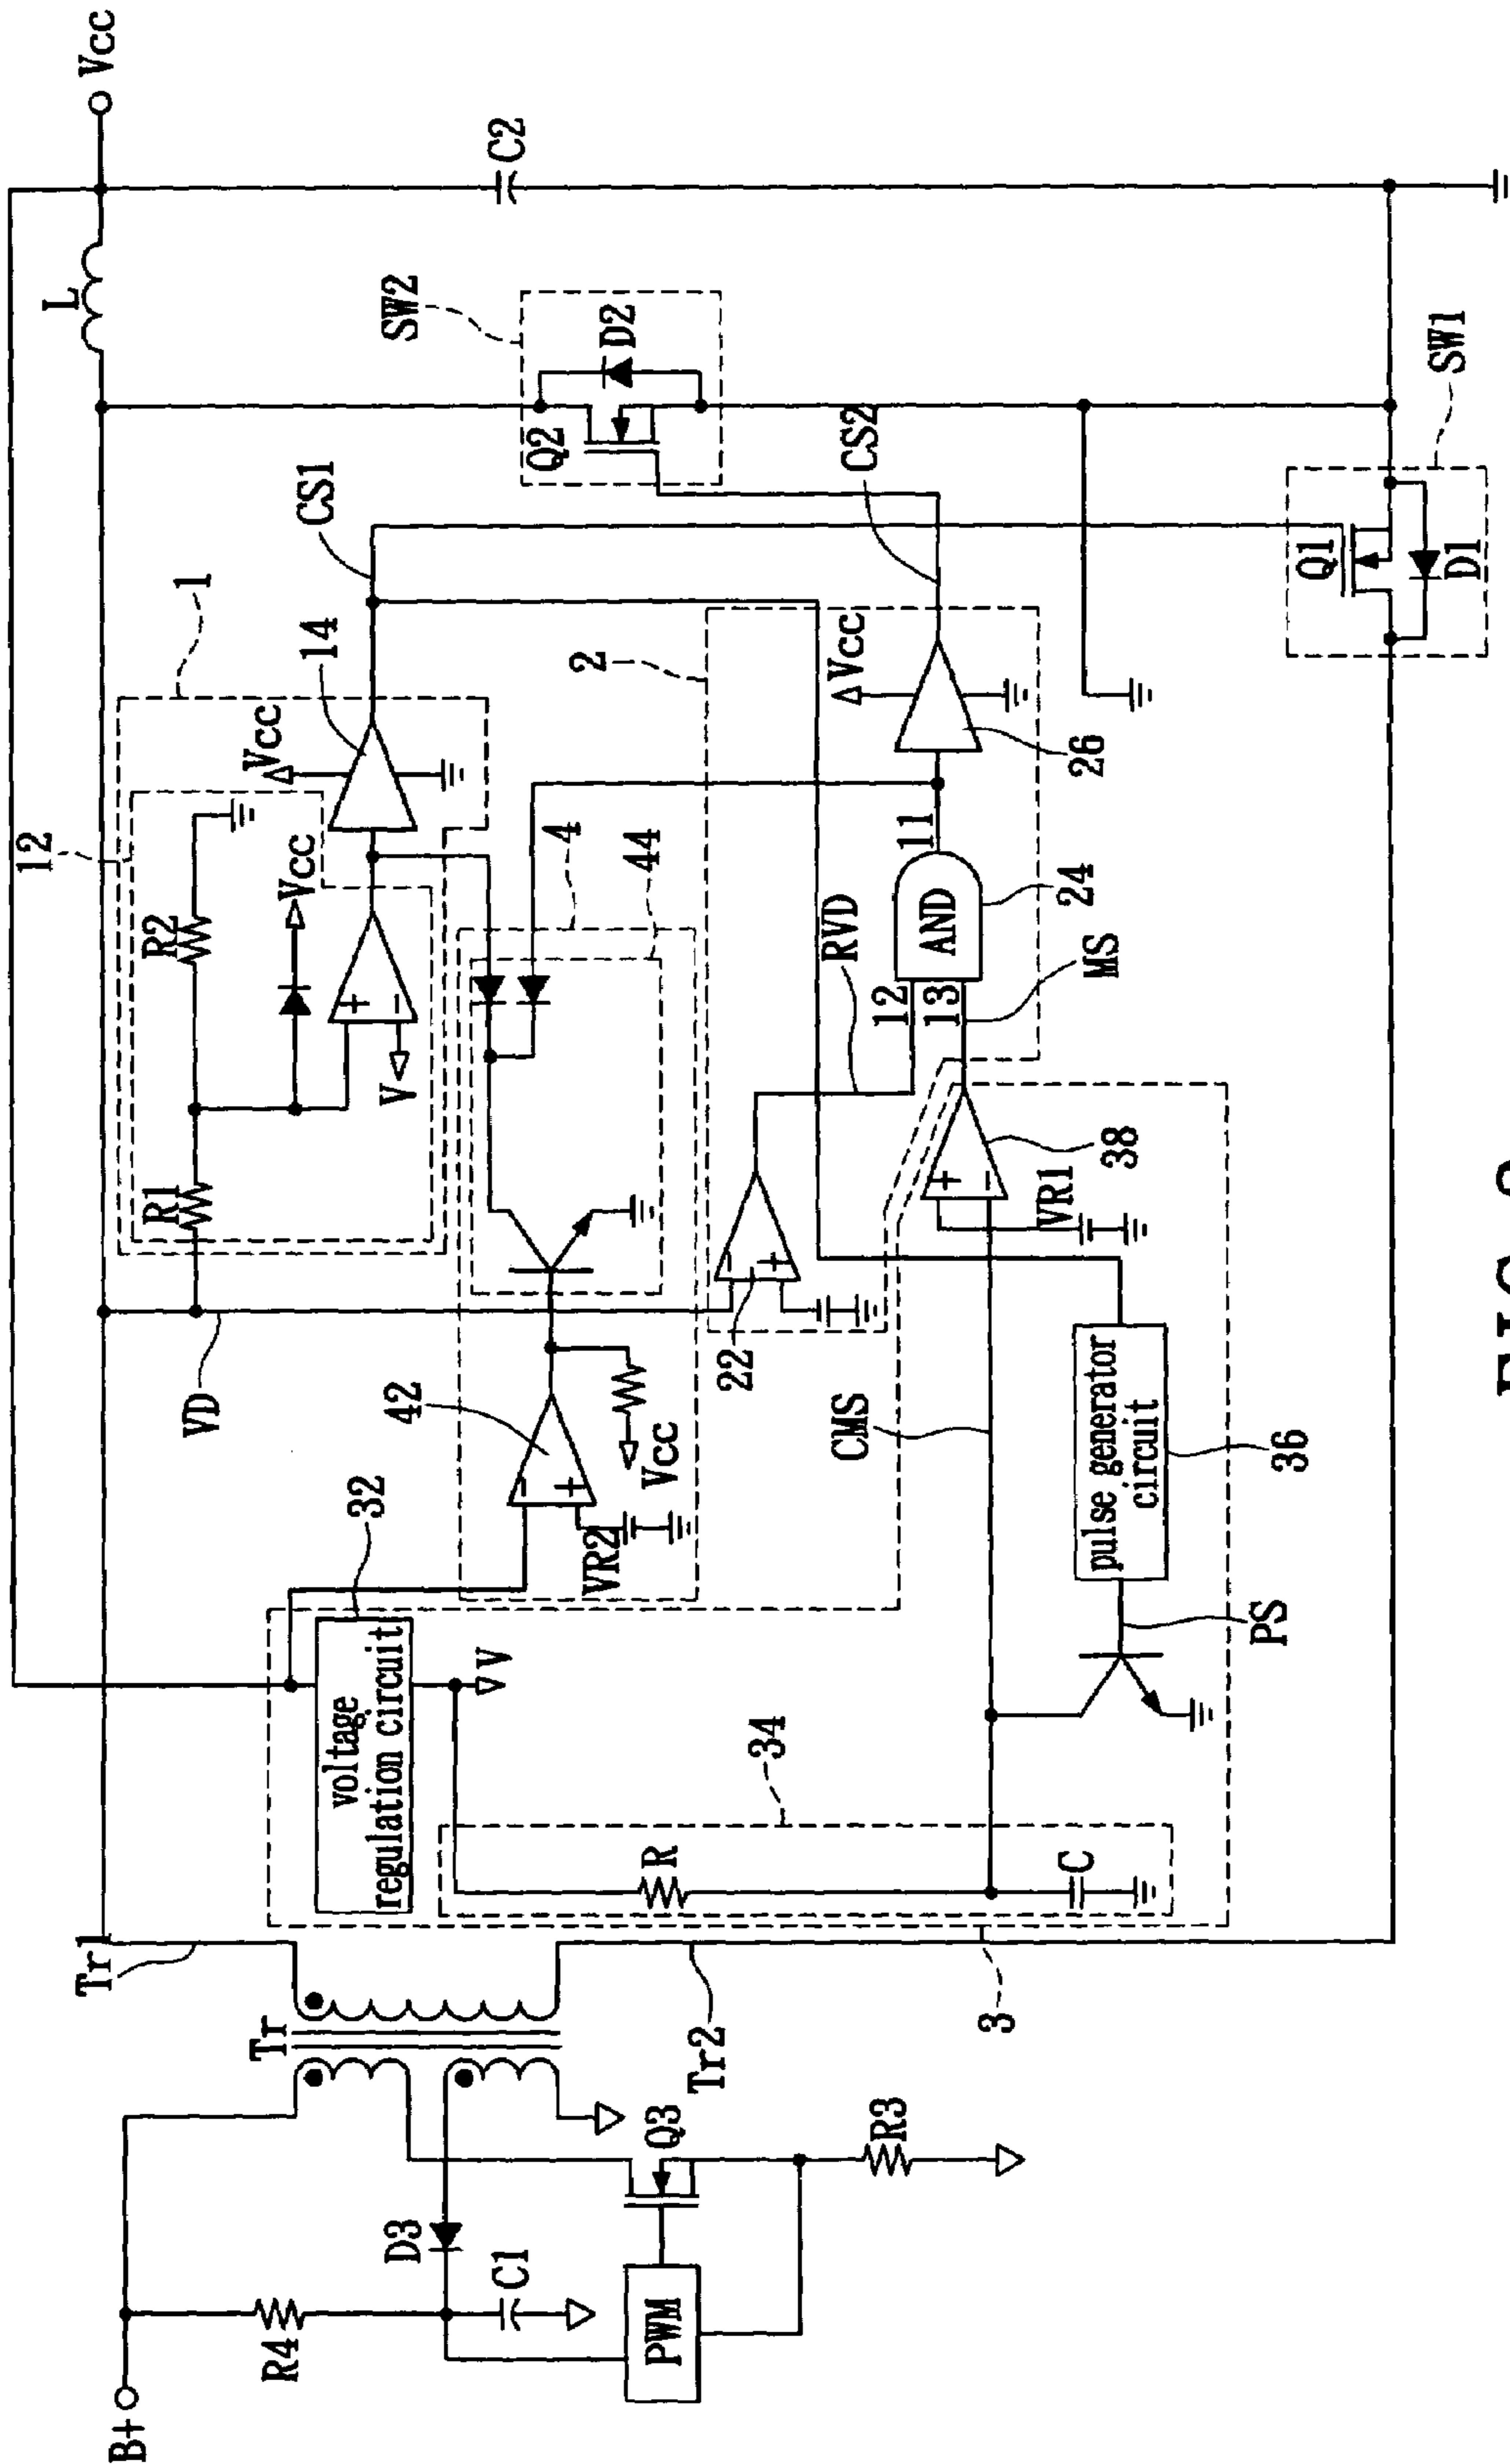 Vcc
L
Tr1
B+
12
1
CS1
VD
R1
R2
Vcc
Vcc
14
V
Tr
32
voltage
regulation circuit
V
42
VR2
Vcc
4
44
SW2
Q2
D2
C2
R4
D3
C1
PWM
Q3
R3
Tr2
34
R
C
2
22
RVD
12
13
AND
11
24
Vcc
26
CS2
CMS
MS
VR1
38
3
PS
pulse generator
circuit
36
Q1
D1
SW1